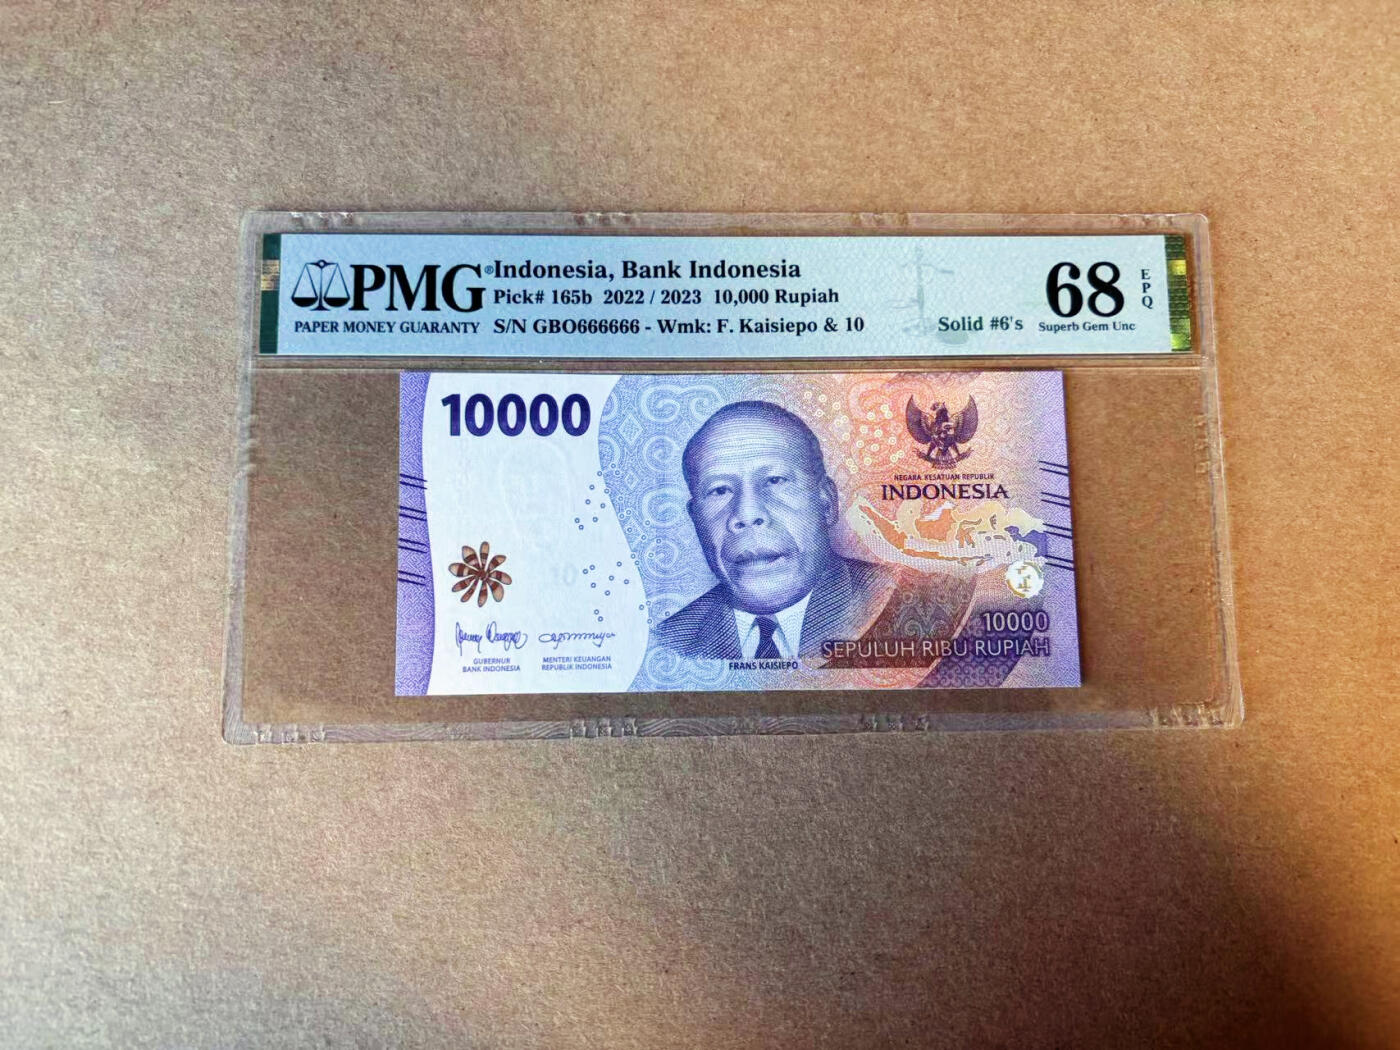 PMG®
PAPER MONEY GUARANTY
Indonesia, Bank Indonesia
Pick# 165b 2022 / 2023 10,000 Rupiah
S/N GBO666666 - Wmk: F. Kaisiepo & 10
Solid #6's
68
Superb Gem Unc
EPQ
10000
NEGARA KESATUAN REPUBLIK
INDONESIA
10
10000
SEPULUH RIBU RUPIAH
FRANS KAISIEPO
GUBERNUR
BANK INDONESIA
MENTERI KEUANGAN
REPUBLIK INDONESIA